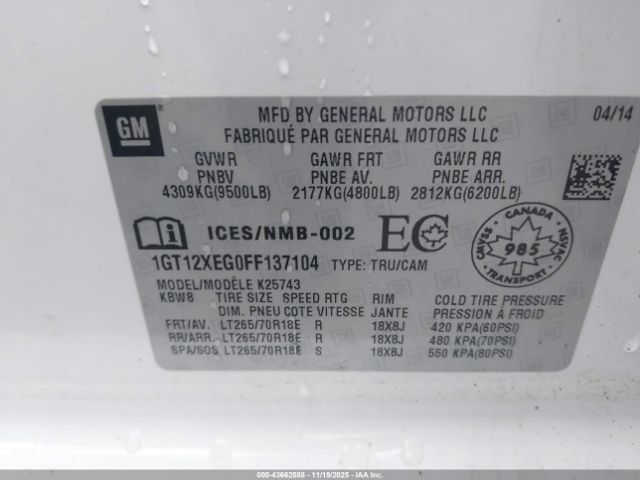 GM
MFD BY GENERAL MOTORS LLC 04/14
FABRIQUÉ PAR GENERAL MOTORS LLC
GVWR GAWR FRT GAWR RR
PNBV PNBE AV. PNBE ARR.
4309KG(9500LB) 2177KG(4800LB) 2812KG(6200LB)
i ICES/NMB-002 EC CANADA CMVSS NSVAC 985
1GT12XEG0FF137104 TYPE: TRU/CAM
MODEL/MODÈLE K25743
KBW8 TIRE SIZE SPEED RTG RIM COLD TIRE PRESSURE
DIM. PNEU COTE VITESSE JANTE PRESSION À FROID
FRT/AV. LT265/70R18E R 18X8J 420 KPA(60PSI)
RR/ARR. LT265/70R18E R 18X8J 480 KPA(70PSI)
SPA/SOS LT265/70R18E S 18X8J 550 KPA(80PSI)
IAA 000-43662588 - 11/19/2025 - IAAI.COM